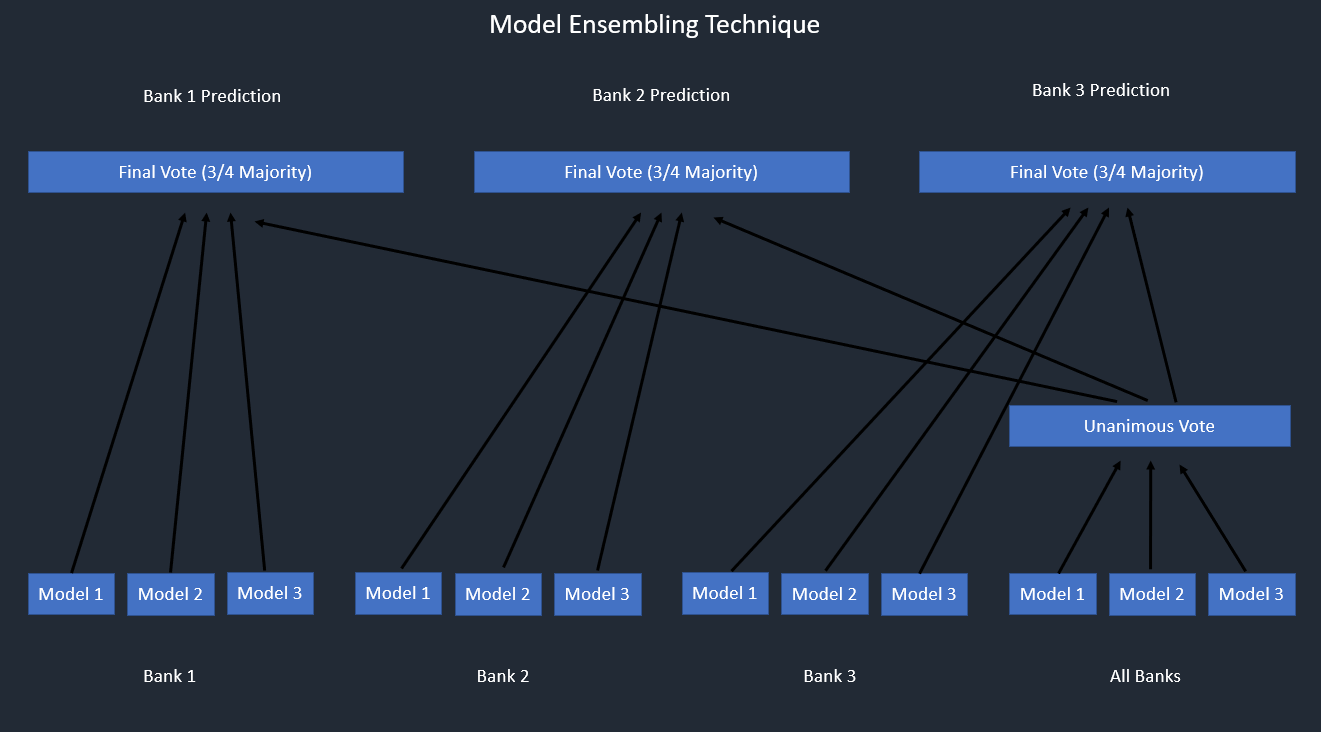 Model Ensembling Technique
Bank 1 Prediction
Bank 2 Prediction
Bank 3 Prediction
Final Vote (3/4 Majority)
Final Vote (3/4 Majority)
Final Vote (3/4 Majority)
Unanimous Vote
Model 1
Model 2
Model 3
Model 1
Model 2
Model 3
Model 1
Model 2
Model 3
Model 1
Model 2
Model 3
Bank 1
Bank 2
Bank 3
All Banks